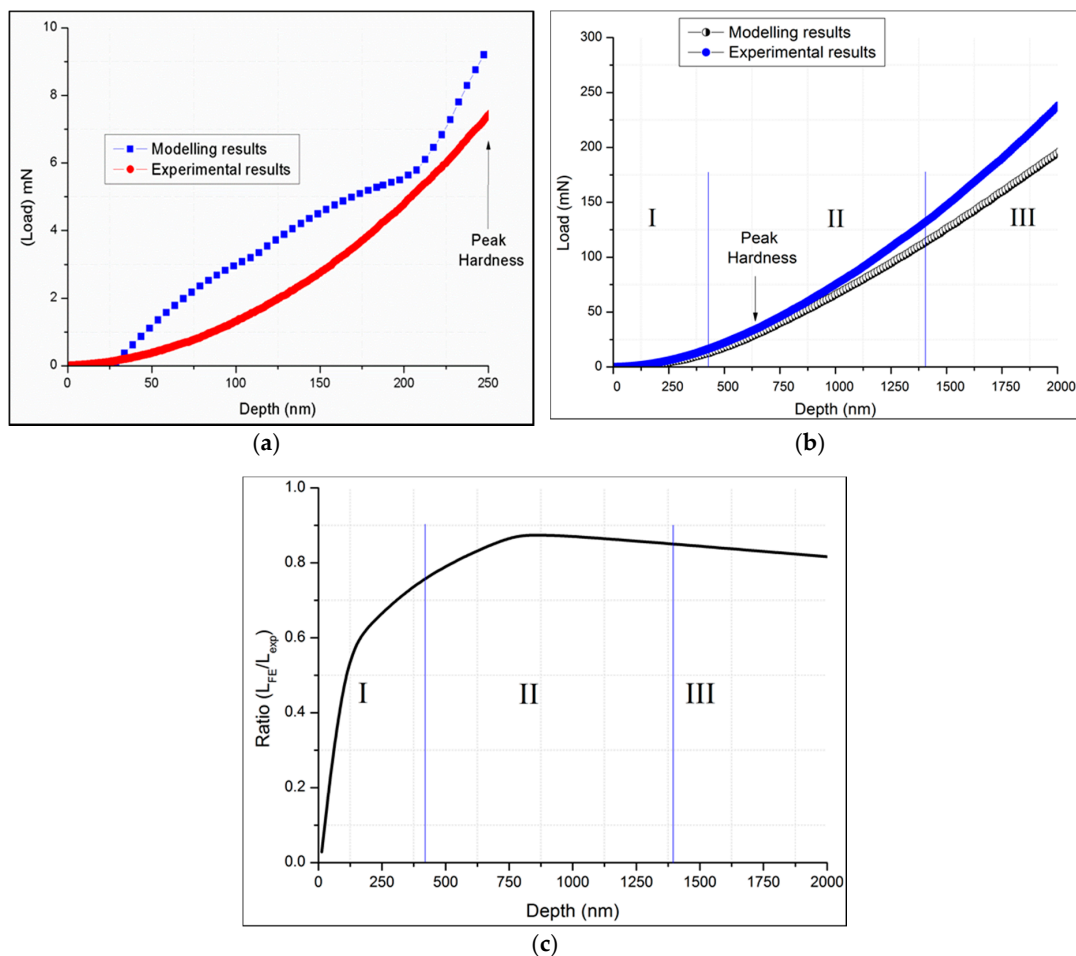 10
8
6
4
2
0
(Load) mN
Modelling results
Experimental results
Peak
Hardness
0 50 100 150 200 250
Depth (nm)
(a)
Modelling results
Experimental results
300
250
200
150
100
50
0
Load (mN)
I
II
III
Peak
Hardness
0 250 500 750 1000 1250 1500 1750 2000
Depth (nm)
(b)
1.0
0.8
0.6
0.4
0.2
0.0
Ratio (L_FE/L_exp)
I
II
III
0 250 500 750 1000 1250 1500 1750 2000
Depth (nm)
(c)